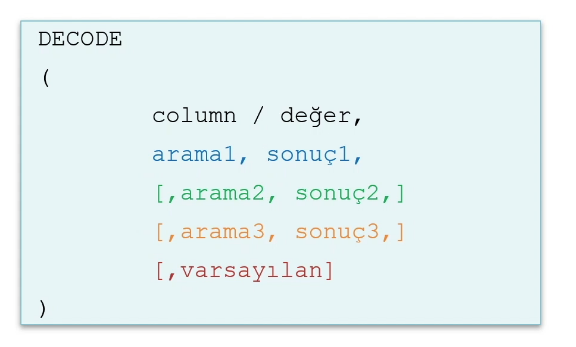 DECODE
(
column / değer,
arama1, sonuç1,
[,arama2, sonuç2,]
[,arama3, sonuç3,]
[,varsayılan]
)